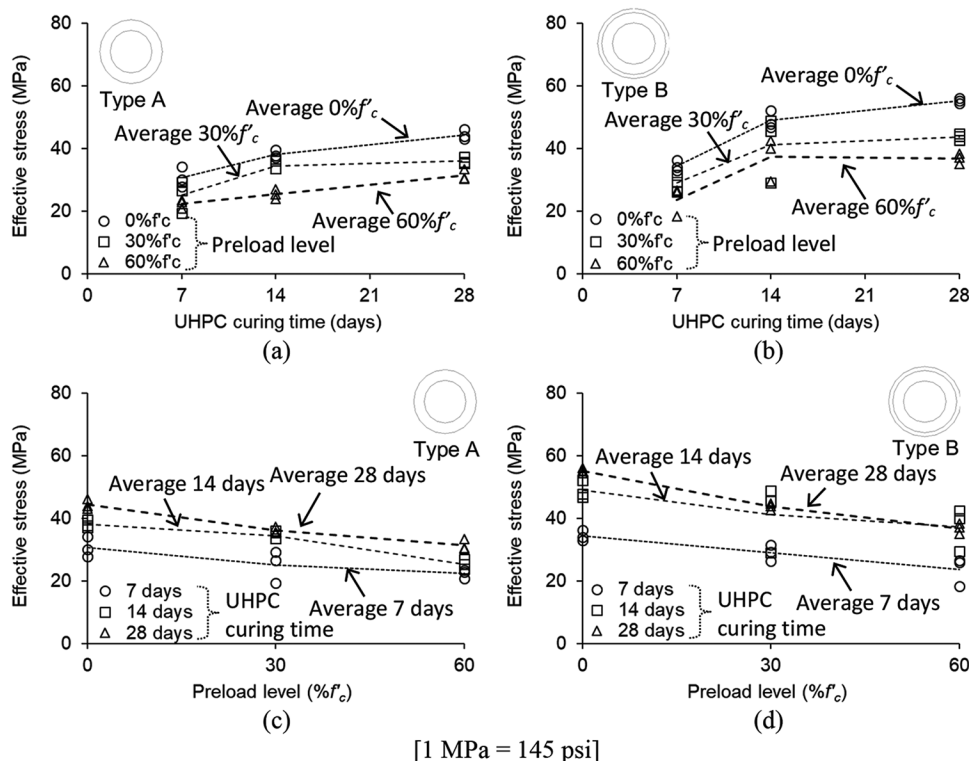 80
60
40
20
0
Effective stress (MPa)
Type A
Average 0%f'c
Average 30%f'c
Average 60%f'c
0%f'c
30%f'c
60%f'c
Preload level
0 7 14 21 28
UHPC curing time (days)
(a)
80
60
40
20
0
Effective stress (MPa)
Type B
Average 0%f'c
Average 30%f'c
Average 60%f'c
0%f'c
30%f'c
60%f'c
Preload level
0 7 14 21 28
UHPC curing time (days)
(b)
80
60
40
20
0
Effective stress (MPa)
Type A
Average 14 days
Average 28 days
Average 7 days
7 days
14 days
28 days
UHPC
curing time
0 30 60
Preload level (%f'c)
(c)
80
60
40
20
0
Effective stress (MPa)
Type B
Average 14 days
Average 28 days
Average 7 days
7 days
14 days
28 days
UHPC
curing time
0 30 60
Preload level (%f'c)
(d)
[1 MPa = 145 psi]